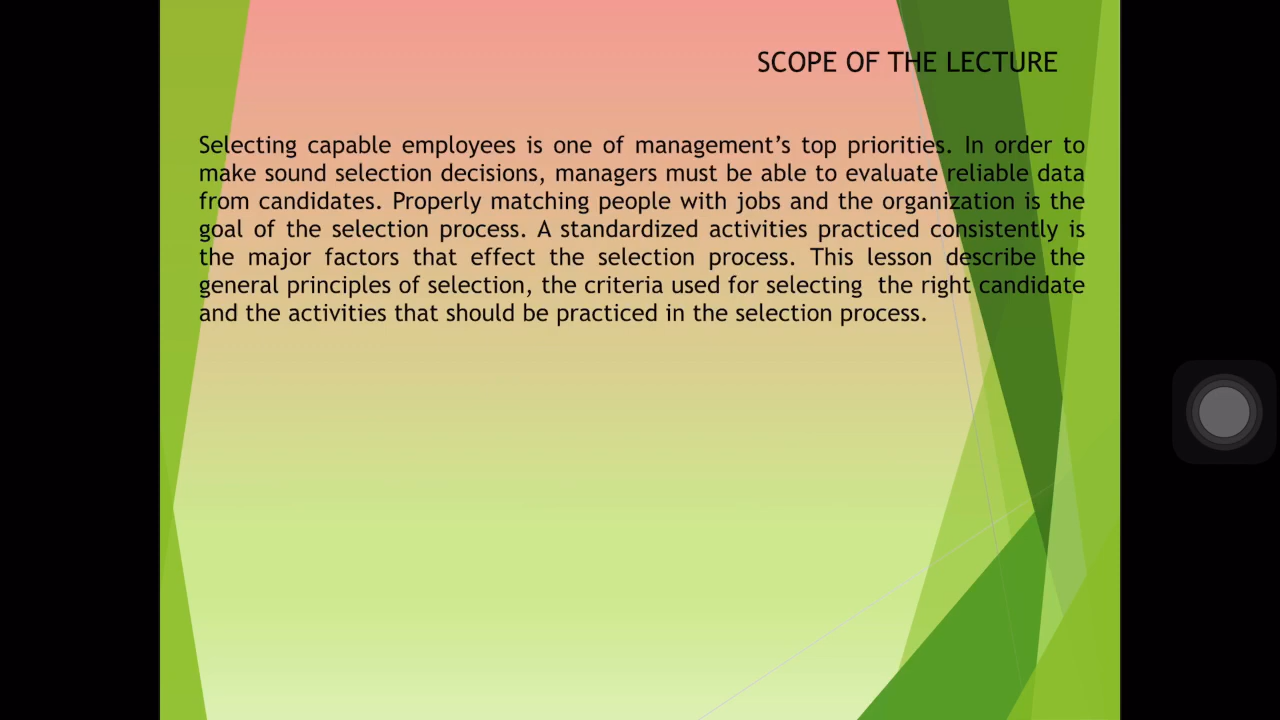 SCOPE OF THE LECTURE
Selecting capable employees is one of management’s top priorities. In order to
make sound selection decisions, managers must be able to evaluate reliable data
from candidates. Properly matching people with jobs and the organization is the
goal of the selection process. A standardized activities practiced consistently is
the major factors that effect the selection process. This lesson describe the
general principles of selection, the criteria used for selecting  the right candidate
and the activities that should be practiced in the selection process.